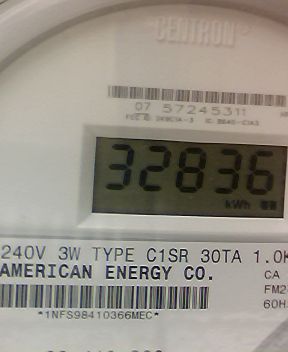 CENTRON®
07 57245311
32836
kWh
240V 3W TYPE C1SR 30TA 1.0K
AMERICAN ENERGY CO.
CA
FM2
60H
*1NFS98410366MEC*